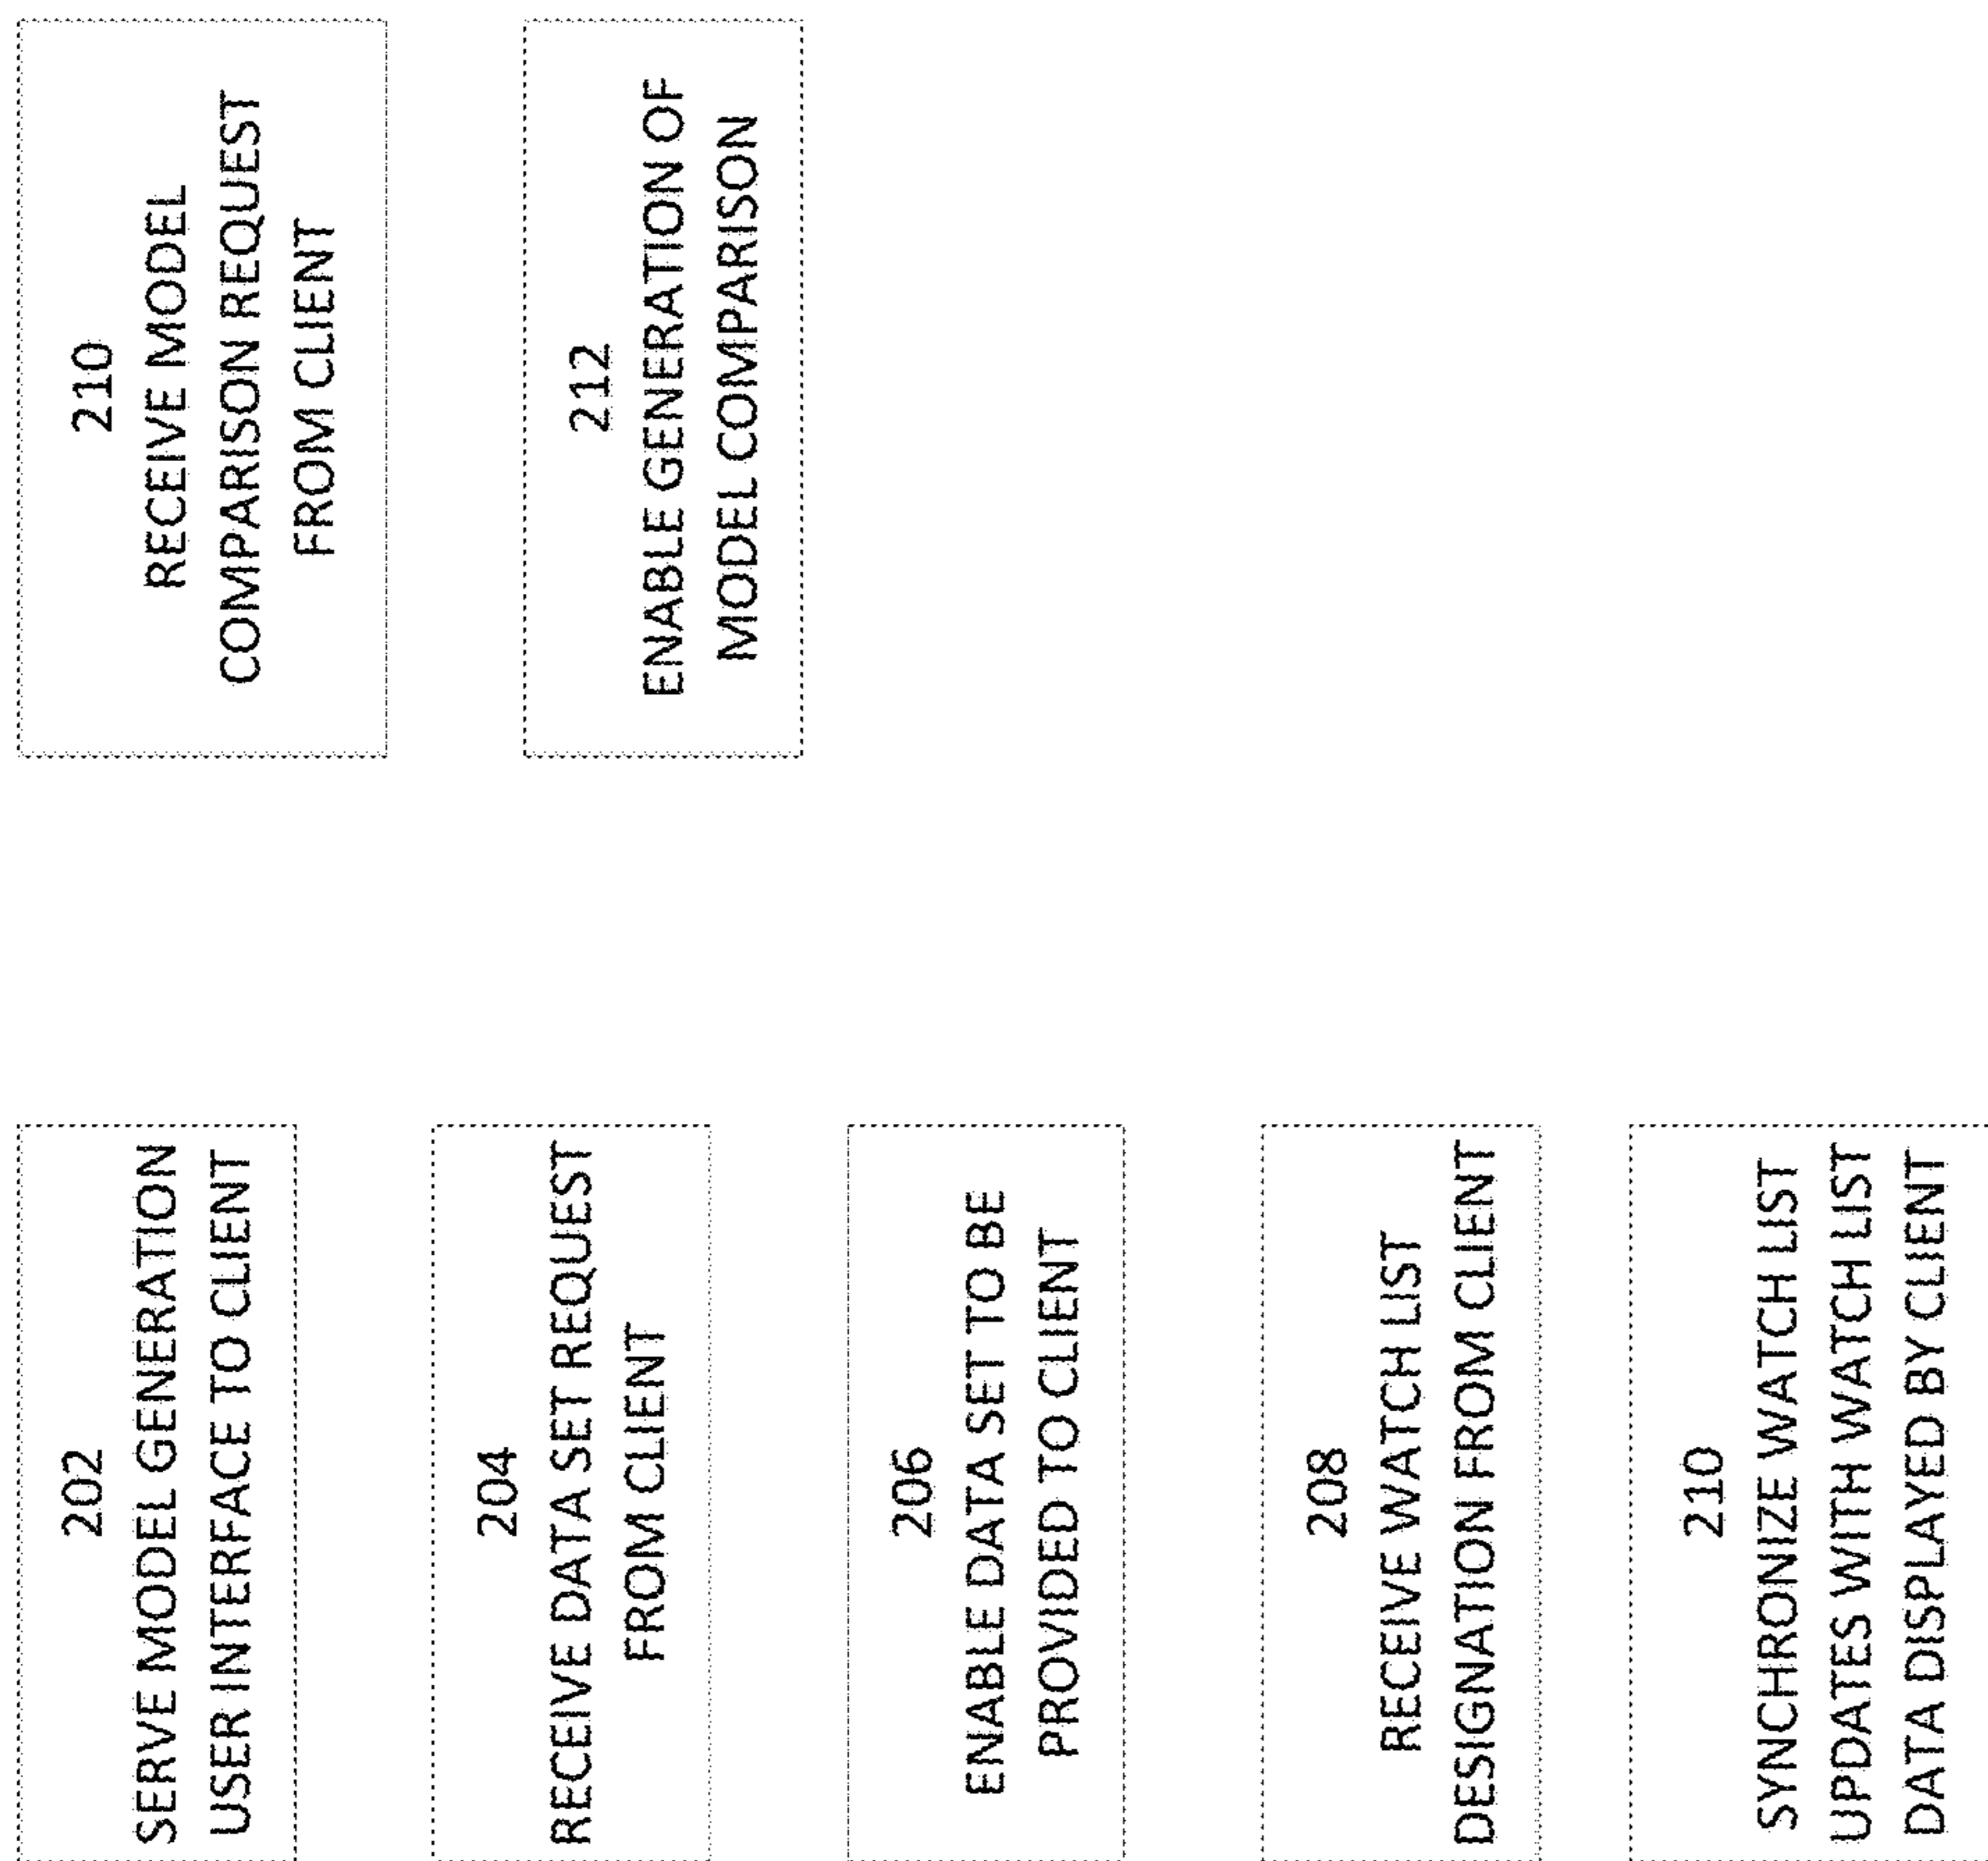 202
SERVE MODEL GENERATION
USER INTERFACE TO CLIENT
204
RECEIVE DATA SET REQUEST
FROM CLIENT
206
ENABLE DATA SET TO BE
PROVIDED TO CLIENT
208
RECEIVE WATCH LIST
DESIGNATION FROM CLIENT
210
SYNCHRONIZE WATCH LIST
UPDATES WITH WATCH LIST
DATA DISPLAYED BY CLIENT
210
RECEIVE MODEL
COMPARISON REQUEST
FROM CLIENT
212
ENABLE GENERATION OF
MODEL COMPARISON